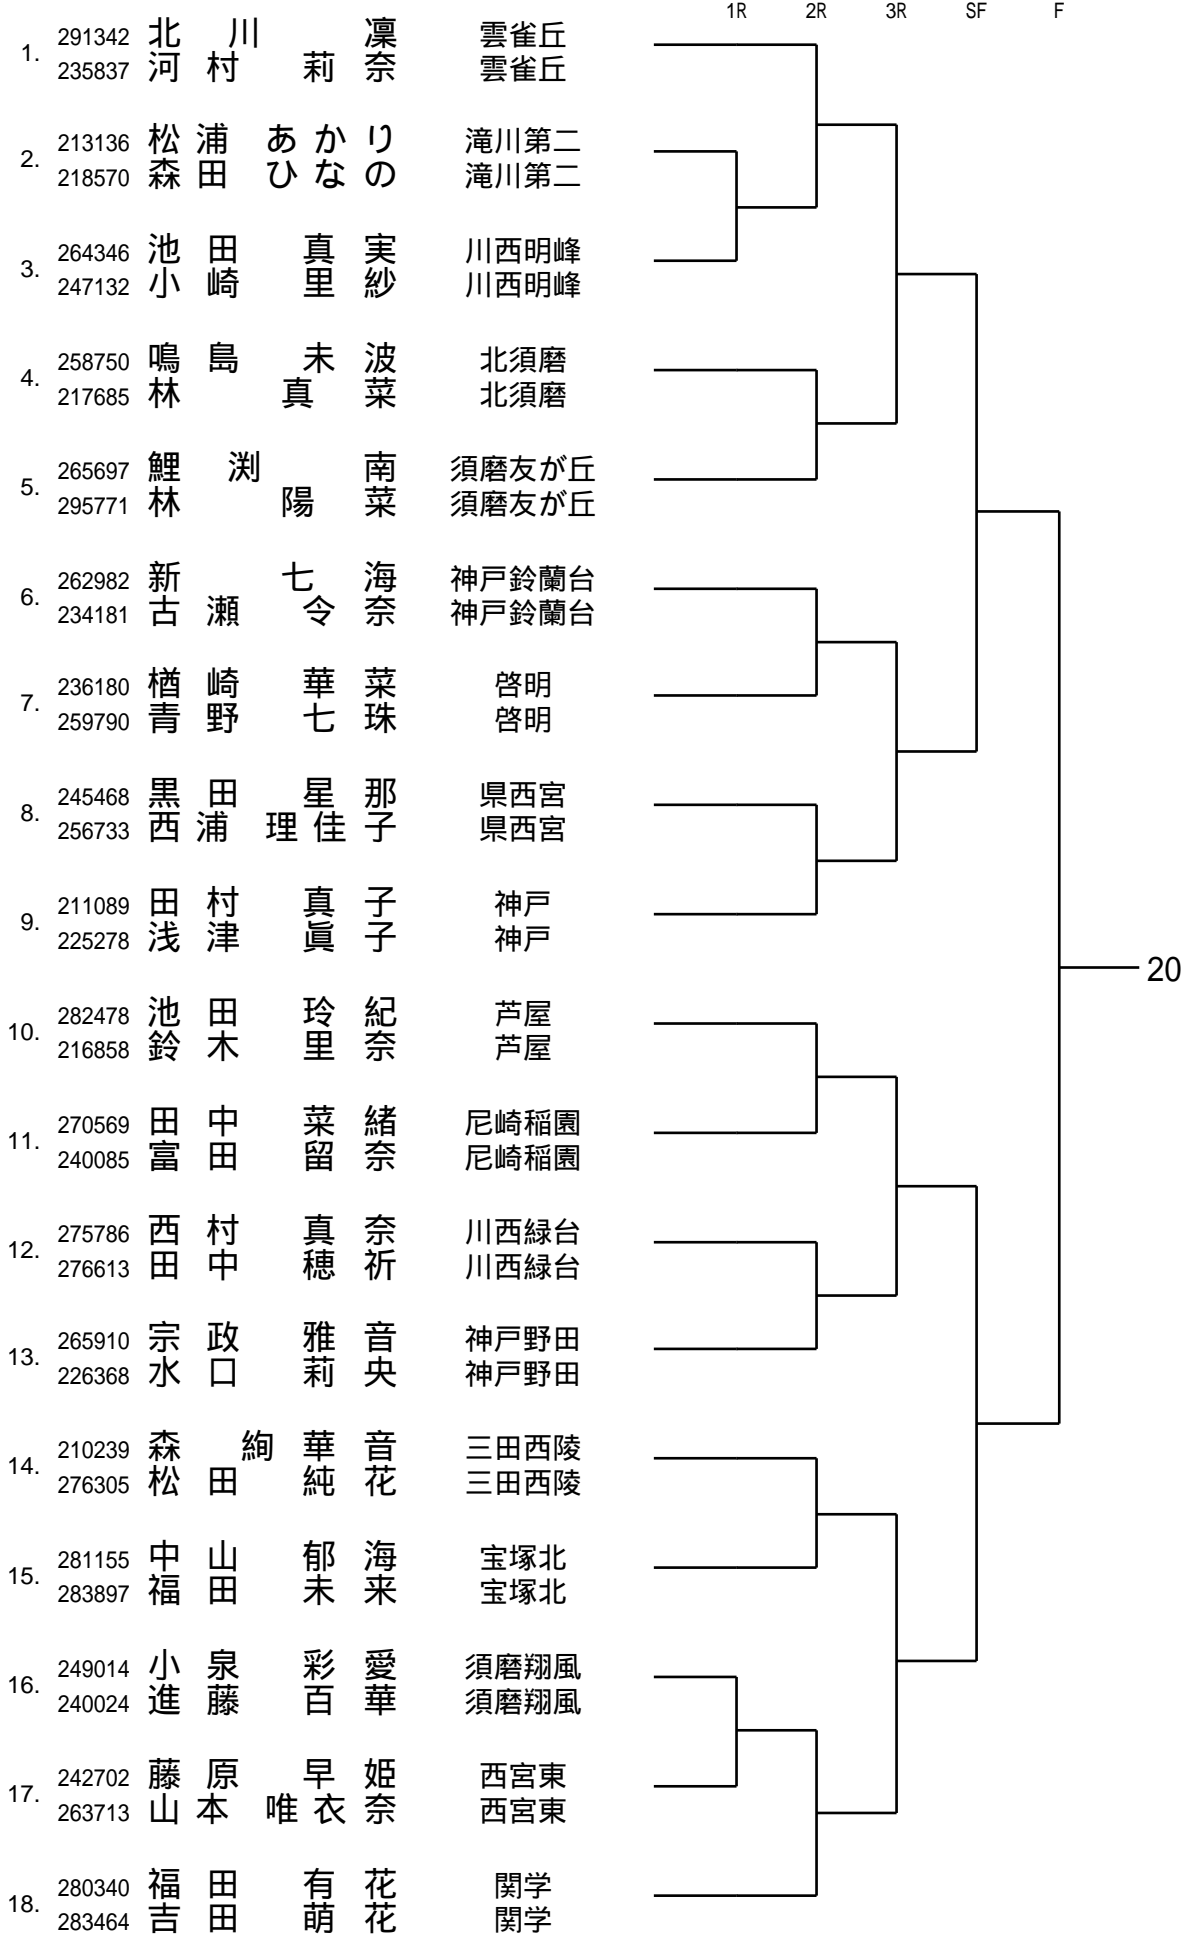 1R 2R 3R SF F
1. 291342 北川 凜 雲雀丘
235837 河村 莉奈 雲雀丘
2. 213136 松浦 あかり 滝川第二
218570 森田 ひなの 滝川第二
3. 264346 池田 真実 川西明峰
247132 小崎 里紗 川西明峰
4. 258750 鳴島 未波 北須磨
217685 林 真菜 北須磨
5. 265697 鯉渕 南 須磨友が丘
295771 林 陽菜 須磨友が丘
6. 262982 新 七海 神戸鈴蘭台
234181 古瀬 令奈 神戸鈴蘭台
7. 236180 楢崎 華菜 啓明
259790 青野 七珠 啓明
8. 245468 黒田 星那 県西宮
256733 西浦 理佳子 県西宮
9. 211089 田村 真子 神戸
225278 浅津 眞子 神戸
20
10. 282478 池田 玲紀 芦屋
216858 鈴木 里奈 芦屋
11. 270569 田中 菜緒 尼崎稲園
240085 富田 留奈 尼崎稲園
12. 275786 西村 真奈 川西緑台
276613 田中 穂祈 川西緑台
13. 265910 宗政 雅音 神戸野田
226368 水口 莉央 神戸野田
14. 210239 森 絢華音 三田西陵
276305 松田 純花 三田西陵
15. 281155 中山 郁海 宝塚北
283897 福田 未来 宝塚北
16. 249014 小泉 彩愛 須磨翔風
240024 進藤 百華 須磨翔風
17. 242702 藤原 早姫 西宮東
263713 山本 唯衣奈 西宮東
18. 280340 福田 有花 関学
283464 吉田 萌花 関学